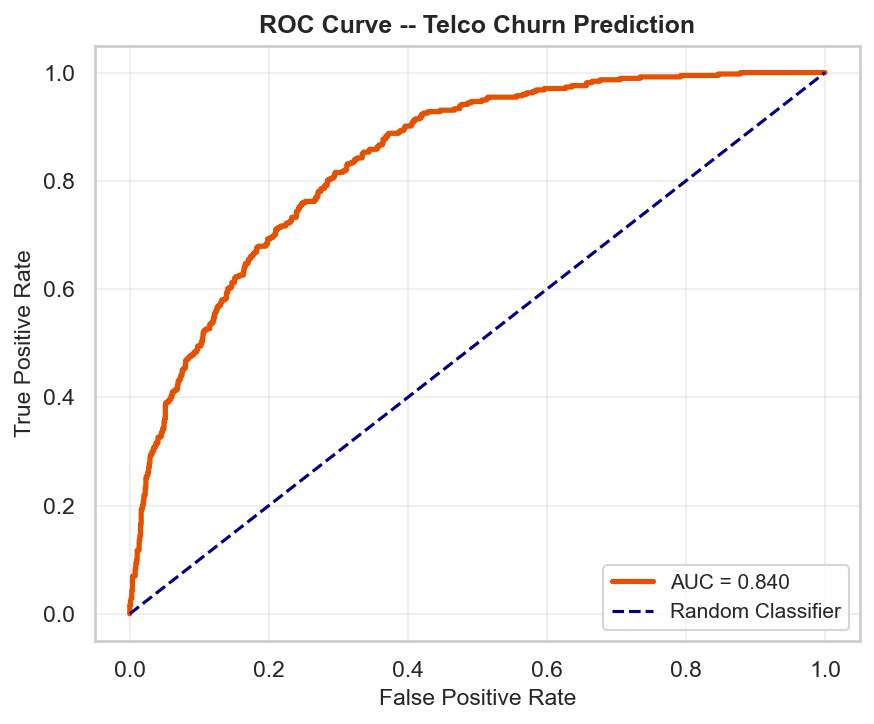 ROC Curve -- Telco Churn Prediction
True Positive Rate
1.0
0.8
0.6
0.4
0.2
0.0
AUC = 0.840
Random Classifier
0.0 0.2 0.4 0.6 0.8 1.0
False Positive Rate